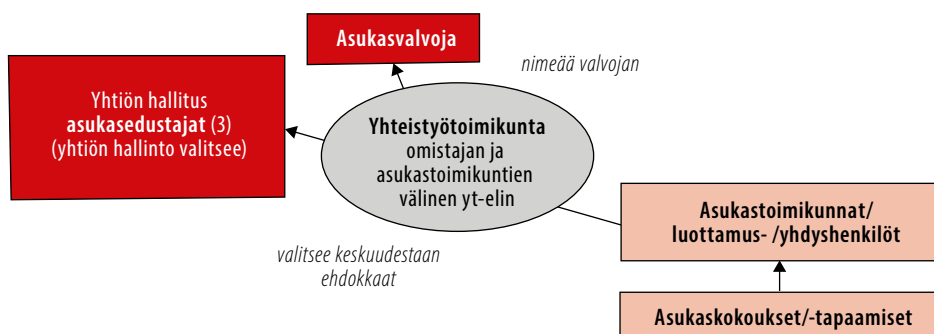 Asukasvalvoja
nimeää valvojan
Yhtiön hallitus
asukasedustajat (3)
(yhtiön hallinto valitsee)
Yhteistyötoimikunta
omistajan ja
asukastoimikuntien
välinen yt-elin
Asukastoimikunnat/
luottamus- /yhdyshenkilöt
valitsee keskuudestaan
ehdokkaat
Asukaskokoukset/-tapaamiset